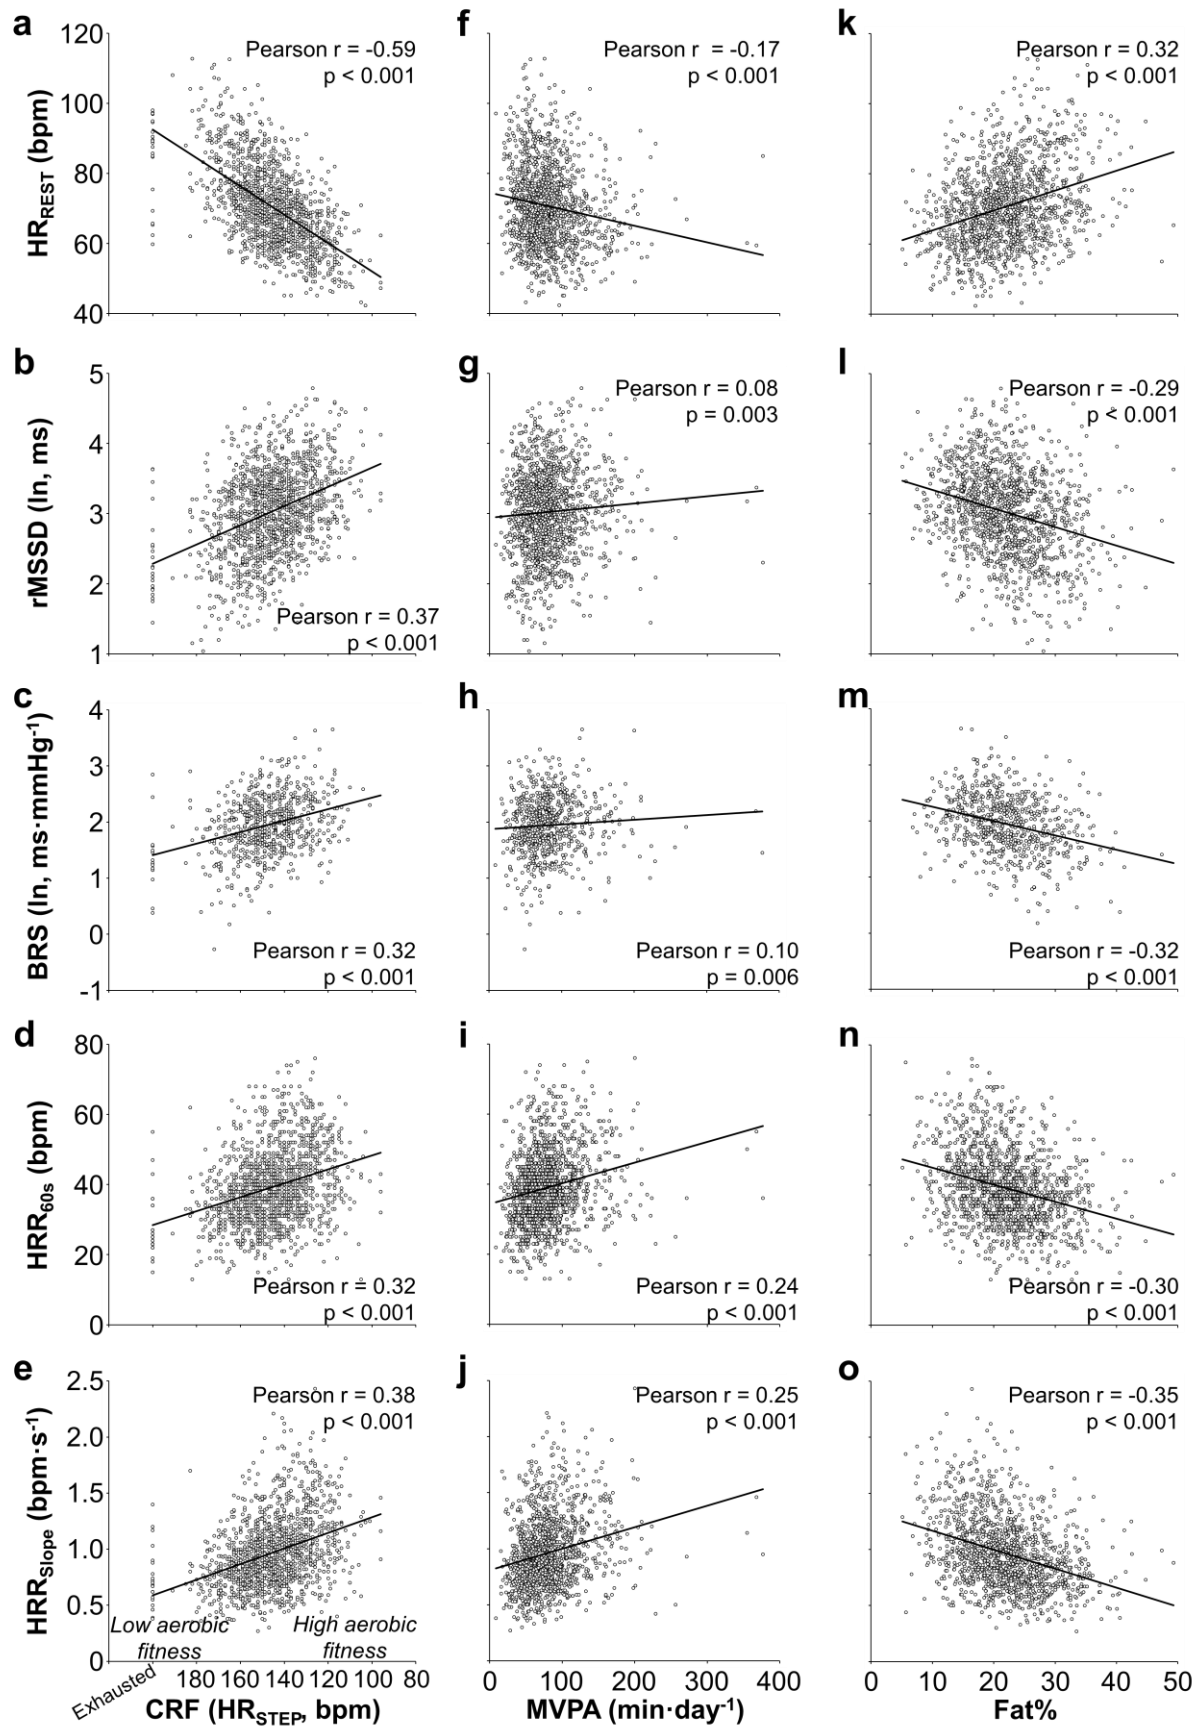 a
f
k
HR_REST (bpm)
120
100
80
60
40
Pearson r = -0.59
p < 0.001
Pearson r = -0.17
p < 0.001
Pearson r = 0.32
p < 0.001
b
g
l
rMSSD (ln, ms)
5
4
3
2
1
Pearson r = 0.37
p < 0.001
Pearson r = 0.08
p = 0.003
Pearson r = -0.29
p < 0.001
c
h
m
BRS (ln, ms·mmHg⁻¹)
4
3
2
1
0
-1
Pearson r = 0.32
p < 0.001
Pearson r = 0.10
p = 0.006
Pearson r = -0.32
p < 0.001
d
i
n
HRR_60s (bpm)
80
60
40
20
0
Pearson r = 0.32
p < 0.001
Pearson r = 0.24
p < 0.001
Pearson r = -0.30
p < 0.001
e
j
o
HRR_Slope (bpm·s⁻¹)
2.5
2.0
1.5
1.0
0.5
0
Pearson r = 0.38
p < 0.001
Pearson r = 0.25
p < 0.001
Pearson r = -0.35
p < 0.001
Low aerobic
fitness
High aerobic
fitness
Exhausted
180 160 140 120 100 80
0 100 200 300 400
0 10 20 30 40 50
CRF (HR_STEP, bpm)
MVPA (min·day⁻¹)
Fat%